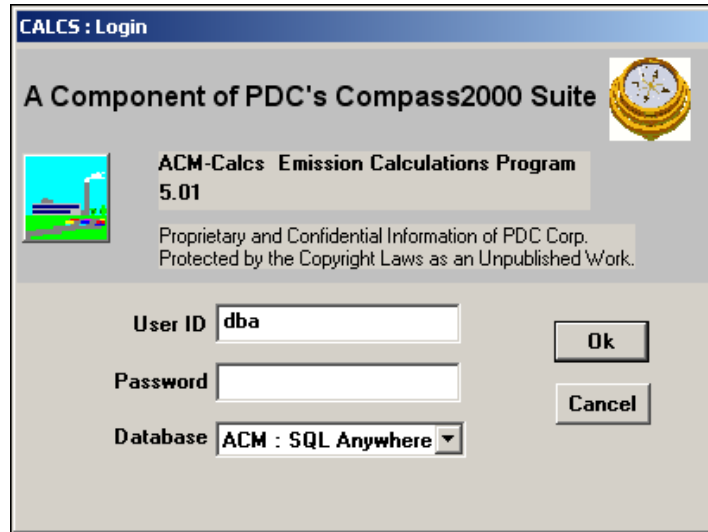 CALCS : Login
A Component of PDC's Compass2000 Suite
ACM-Calcs Emission Calculations Program
5.01
Proprietary and Confidential Information of PDC Corp.
Protected by the Copyright Laws as an Unpublished Work.
User ID dba
Ok
Password
Cancel
Database ACM : SQL Anywhere